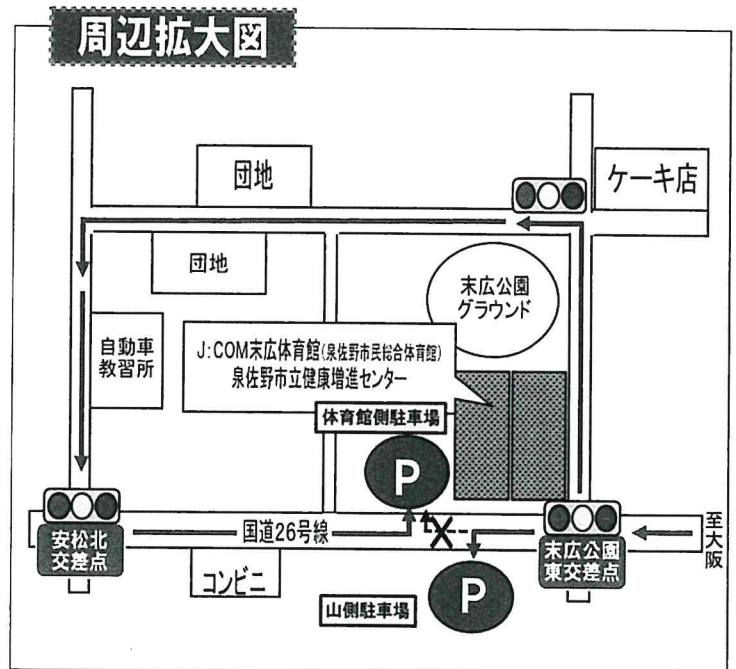 周辺拡大図
団地
ケーキ店
団地
末広公園
グラウンド
自動車
教習所
J:COM末広体育館(泉佐野市民総合体育館)
泉佐野市立健康増進センター
体育館側駐車場
P
安松北
交差点
国道26号線
末広公園
東交差点
至大阪
コンビニ
山側駐車場
P